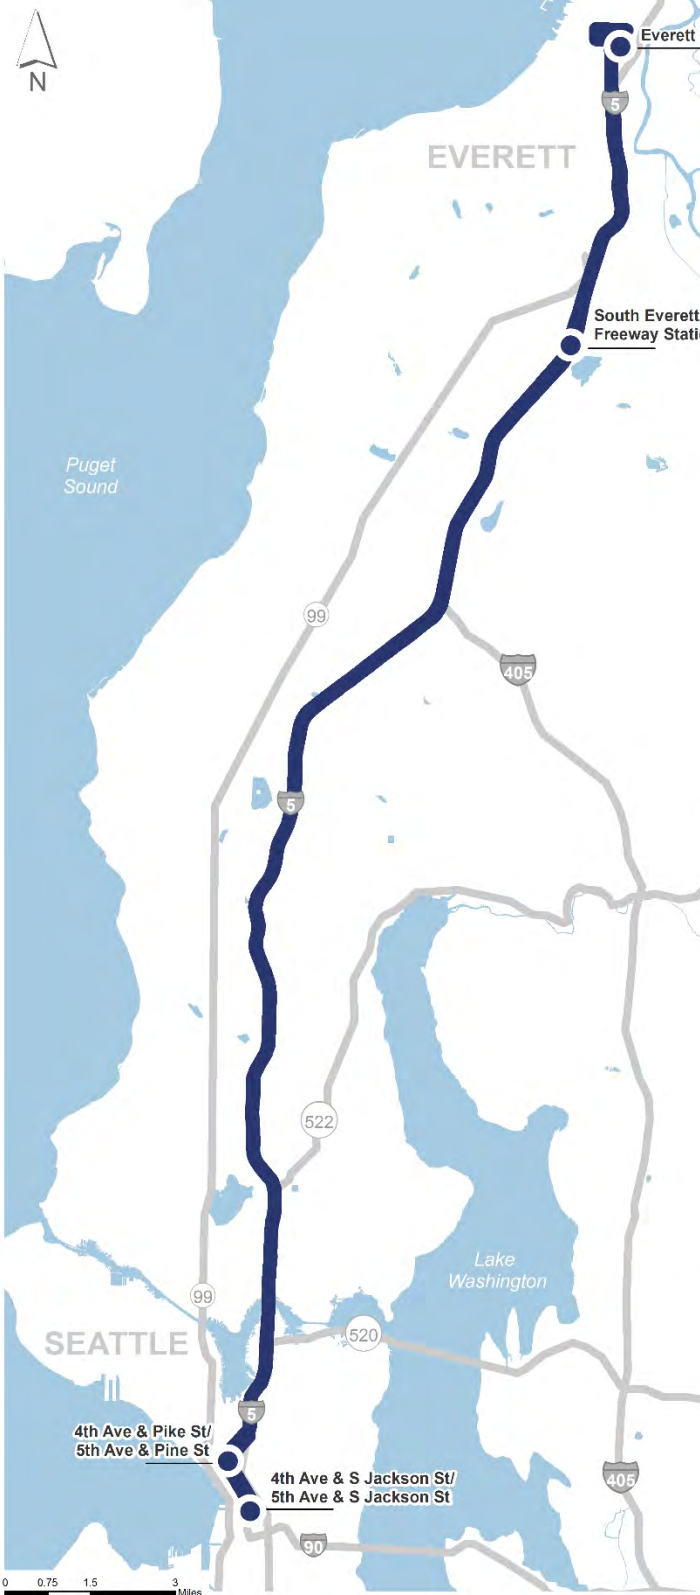 Everett
N
5
EVERETT
South Everett
Freeway Stati
Puget
Sound
99
405
5
522
Lake
Washington
99
520
SEATTLE
5
4th Ave & Pike St/
5th Ave & Pine St
4th Ave & S Jackson St/
5th Ave & S Jackson St
405
90
0 0.75 1.5 3
Miles